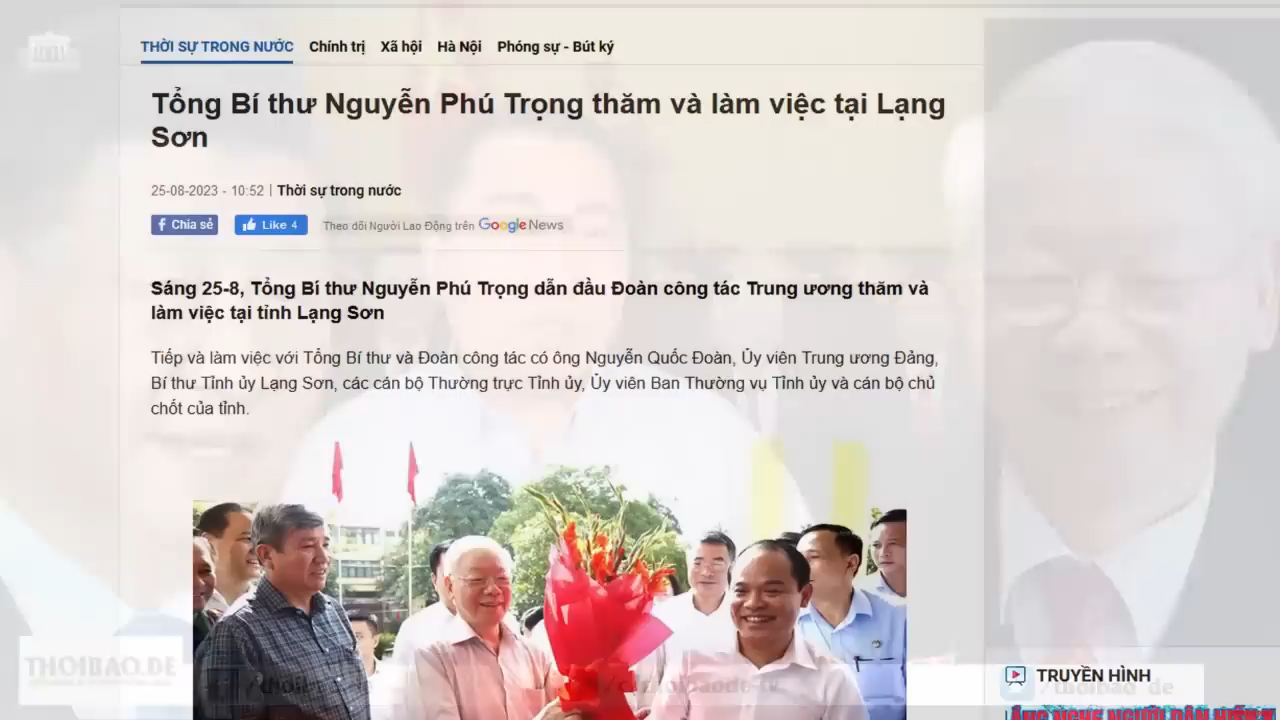 THỜI SỰ TRONG NƯỚC Chính trị Xã hội Hà Nội Phóng sự - Bút ký
Tổng Bí thư Nguyễn Phú Trọng thăm và làm việc tại Lạng
Sơn
25-08-2023 - 10:52 | Thời sự trong nước
Chia sẻ Like 4 Theo dõi Người Lao Động trên Google News
Sáng 25-8, Tổng Bí thư Nguyễn Phú Trọng dẫn đầu Đoàn công tác Trung ương thăm và
làm việc tại tỉnh Lạng Sơn
Tiếp và làm việc với Tổng Bí thư và Đoàn công tác có ông Nguyễn Quốc Đoàn, Ủy viên Trung ương Đảng,
Bí thư Tỉnh ủy Lạng Sơn, các cán bộ Thường trực Tỉnh ủy, Ủy viên Ban Thường vụ Tỉnh ủy và cán bộ chủ
chốt của tỉnh.
THOIBAO.DE
TRUYỀN HÌNH
/thoibao de